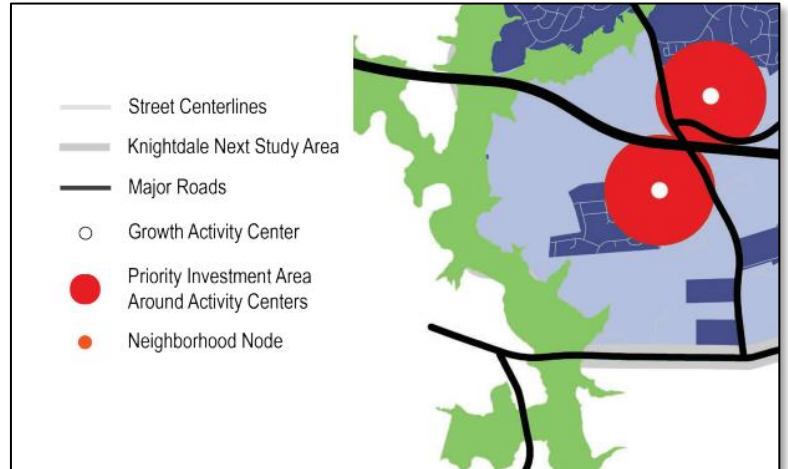 Street Centerlines
Knightdale Next Study Area
Major Roads
Growth Activity Center
Priority Investment Area
Around Activity Centers
Neighborhood Node